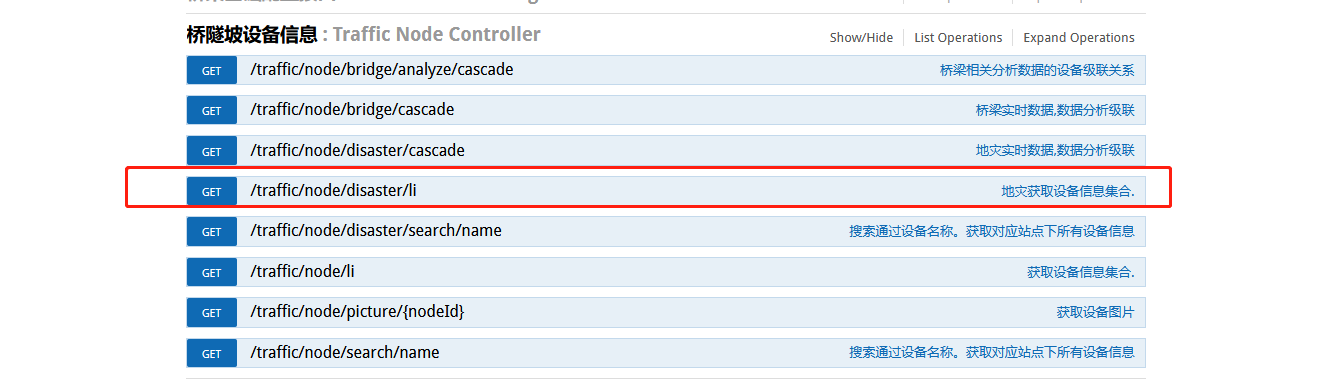 桥隧坡设备信息 : Traffic Node Controller Show/Hide List Operations Expand Operations
GET /traffic/node/bridge/analyze/cascade 桥梁相关分析数据的设备级联关系
GET /traffic/node/bridge/cascade 桥梁实时数据,数据分析级联
GET /traffic/node/disaster/cascade 地灾实时数据,数据分析级联
GET /traffic/node/disaster/li 地灾获取设备信息集合.
GET /traffic/node/disaster/search/name 搜索通过设备名称。获取对应站点下所有设备信息
GET /traffic/node/li 获取设备信息集合.
GET /traffic/node/picture/{nodeId} 获取设备图片
GET /traffic/node/search/name 搜索通过设备名称。获取对应站点下所有设备信息